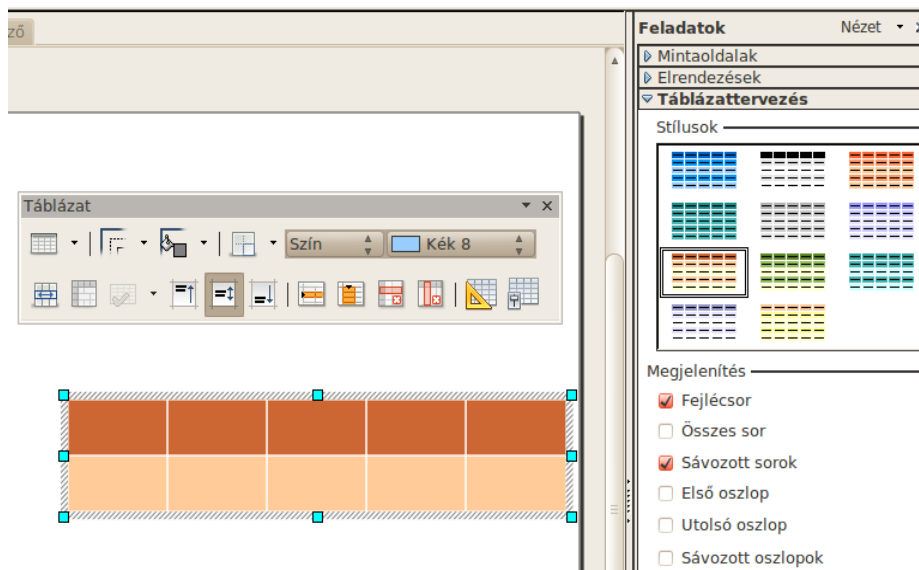 ző
Feladatok
Nézet
Mintaoldalak
Elrendezések
Táblázattervezés
Stílusok
Táblázat
Szín
Kék 8
Megjelenítés
Fejlécsor
Összes sor
Sávozott sorok
Első oszlop
Utolsó oszlop
Sávozott oszlopok